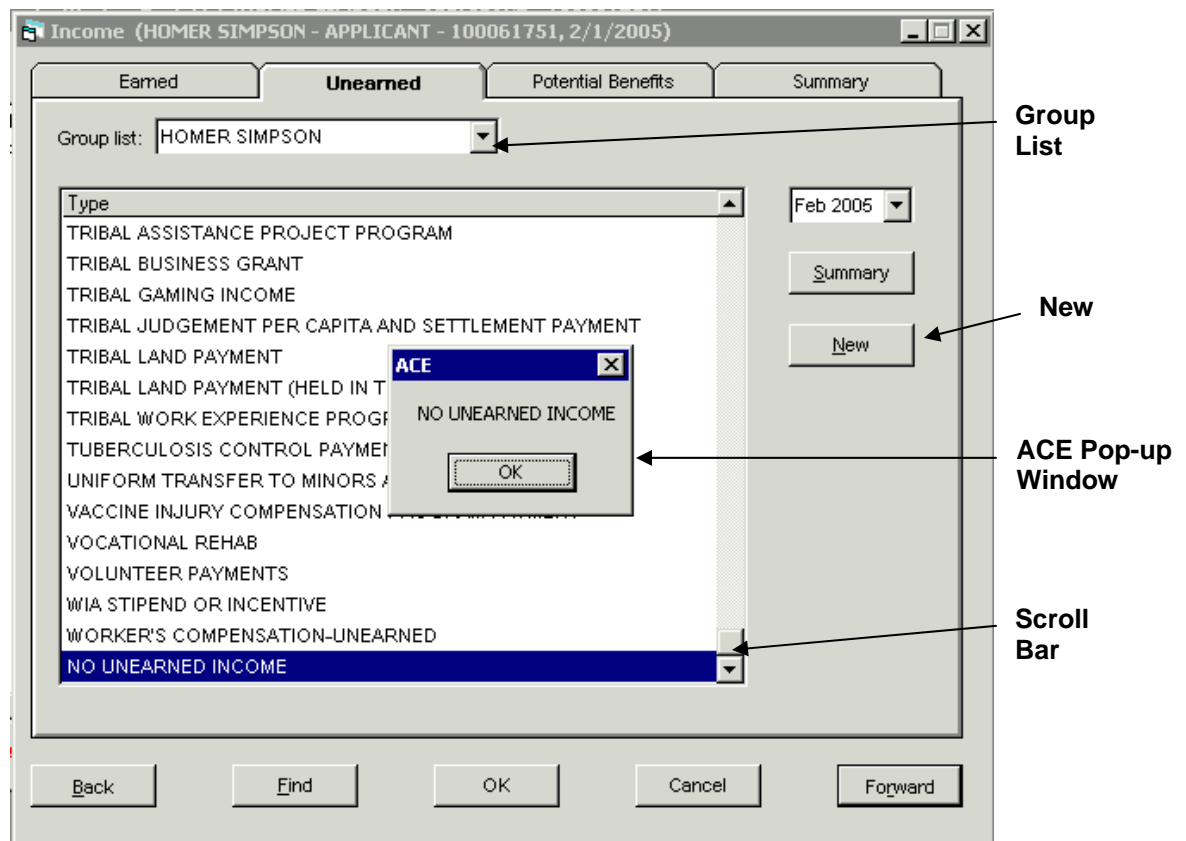 Income (HOMER SIMPSON - APPLICANT - 100061751, 2/1/2005)
Earned
Unearned
Potential Benefits
Summary
Group list: HOMER SIMPSON
Group
List
Type
Feb 2005
TRIBAL ASSISTANCE PROJECT PROGRAM
TRIBAL BUSINESS GRANT
Summary
TRIBAL GAMING INCOME
New
TRIBAL JUDGEMENT PER CAPITA AND SETTLEMENT PAYMENT
New
TRIBAL LAND PAYMENT
ACE
TRIBAL LAND PAYMENT (HELD IN T
TRIBAL WORK EXPERIENCE PROGR
NO UNEARNED INCOME
TUBERCULOSIS CONTROL PAYMEN
ACE Pop-up
Window
OK
UNIFORM TRANSFER TO MINORS A
VACCINE INJURY COMPENSATION
VOCATIONAL REHAB
VOLUNTEER PAYMENTS
WIA STIPEND OR INCENTIVE
Scroll
Bar
WORKER'S COMPENSATION-UNEARNED
NO UNEARNED INCOME
Back
Find
OK
Cancel
Forward